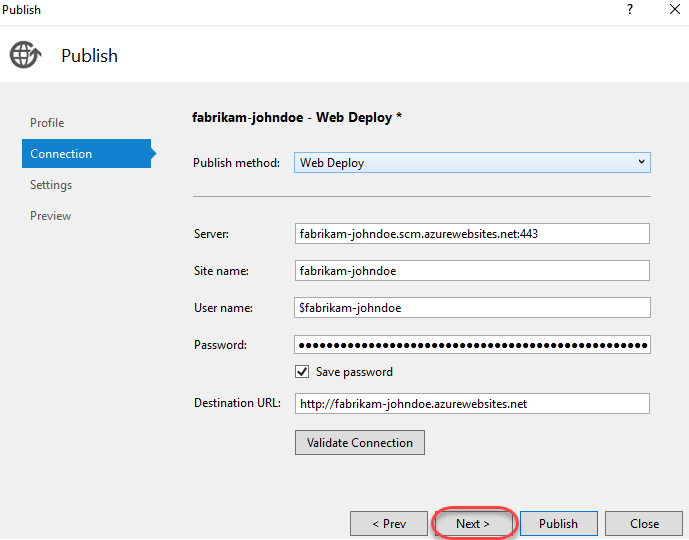 Publish
?
Publish
Profile
Connection
Settings
Preview
fabrikam-johndoe - Web Deploy *
Publish method: Web Deploy
Server: fabrikam-johndoe.scm.azurewebsites.net:443
Site name: fabrikam-johndoe
User name: $fabrikam-johndoe
Password: ••••••••••••••••••••••••••••••••••••••••••••••••••
Save password
Destination URL: http://fabrikam-johndoe.azurewebsites.net
Validate Connection
< Prev Next > Publish Close